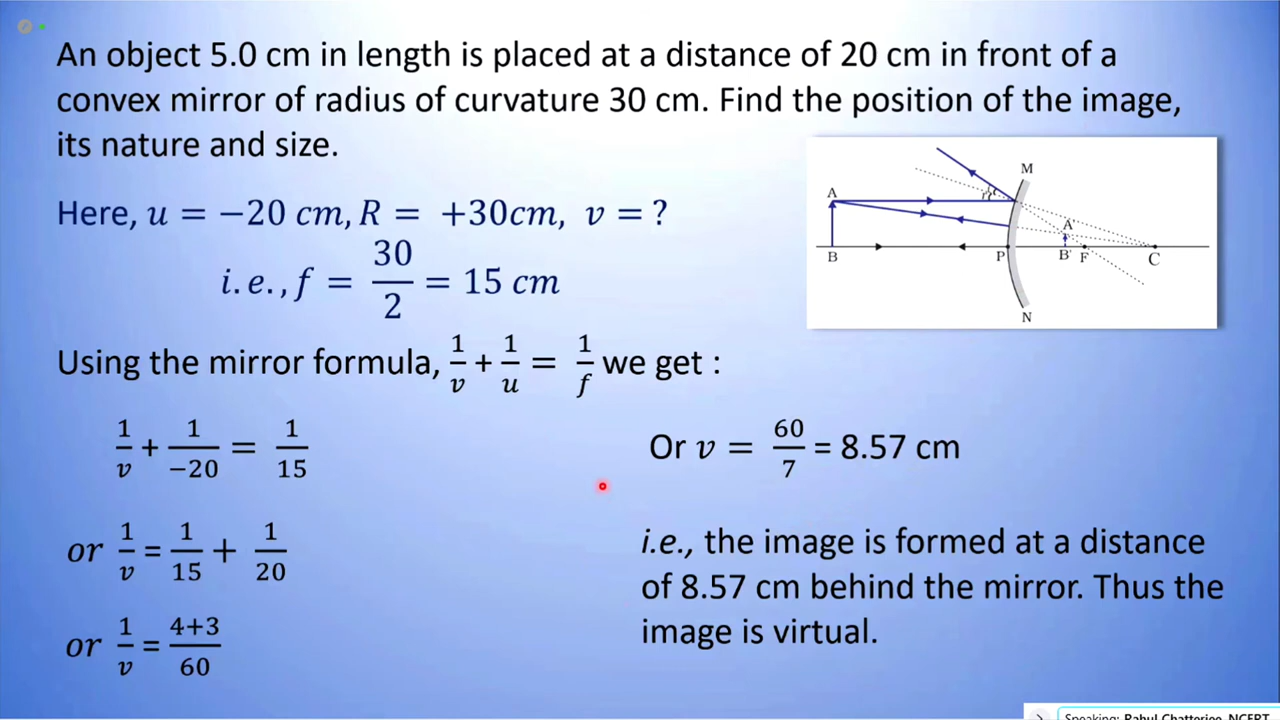 An object 5.0 cm in length is placed at a distance of 20 cm in front of a
convex mirror of radius of curvature 30 cm. Find the position of the image,
its nature and size.
Here, u = −20 cm, R = +30cm, v = ?
i.e., f = 30/2 = 15 cm
M
A
A'
B
P
B'
F
C
N
Using the mirror formula, 1/v + 1/u = 1/f we get :
1/v + 1/−20 = 1/15
or 1/v = 1/15 + 1/20
or 1/v = 4+3/60
Or v = 60/7 = 8.57 cm
i.e., the image is formed at a distance
of 8.57 cm behind the mirror. Thus the
image is virtual.
Speaking: Rahul Chatterjee, NCERT